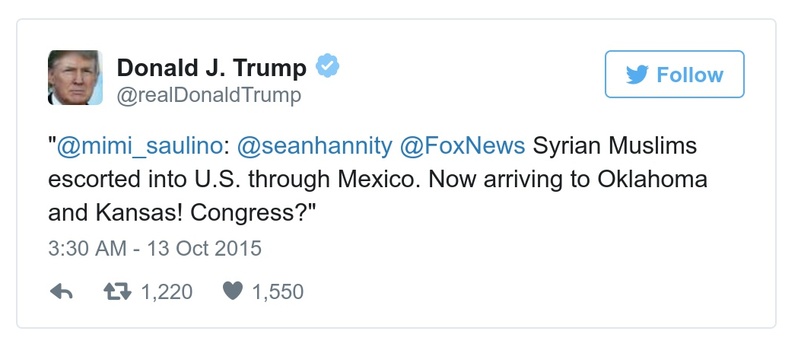 Donald J. Trump
@realDonaldTrump
Follow
"@mimi_saulino: @seanhannity @FoxNews Syrian Muslims
escorted into U.S. through Mexico. Now arriving to Oklahoma
and Kansas! Congress?"
3:30 AM - 13 Oct 2015
1,220 1,550